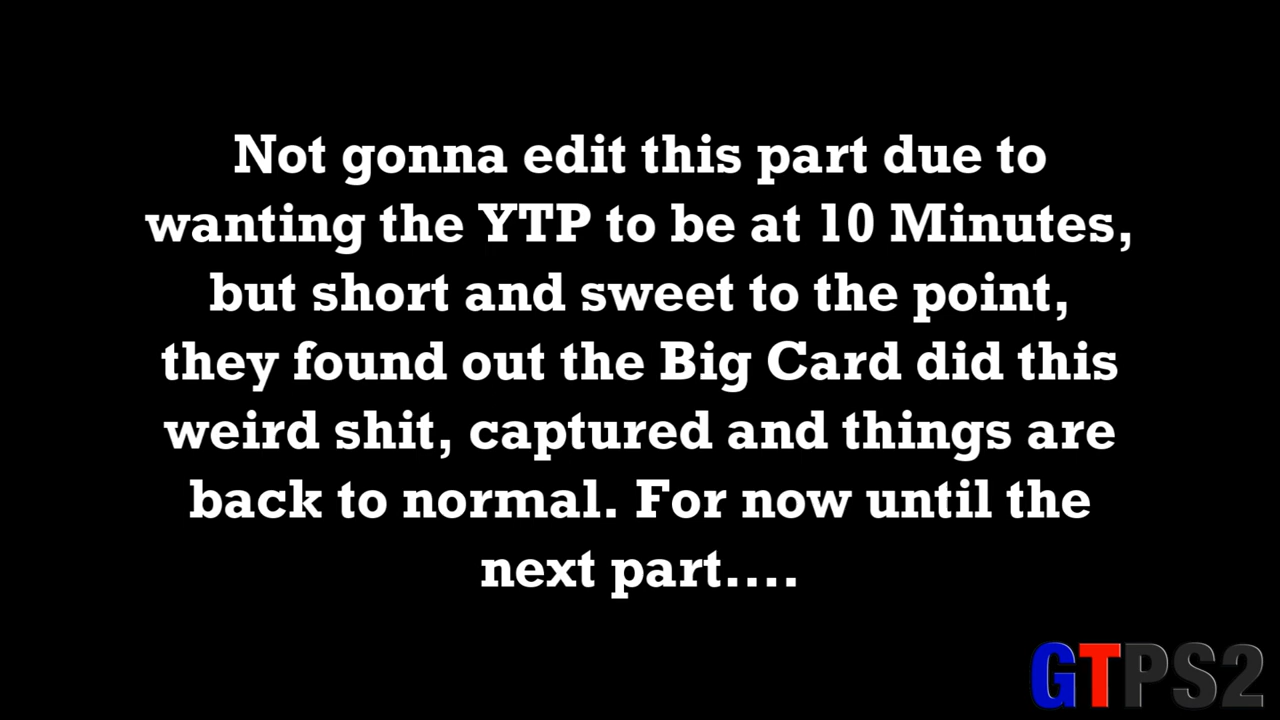 Not gonna edit this part due to
wanting the YTP to be at 10 Minutes,
but short and sweet to the point,
they found out the Big Card did this
weird shit, captured and things are
back to normal. For now until the
next part....
GTPS2